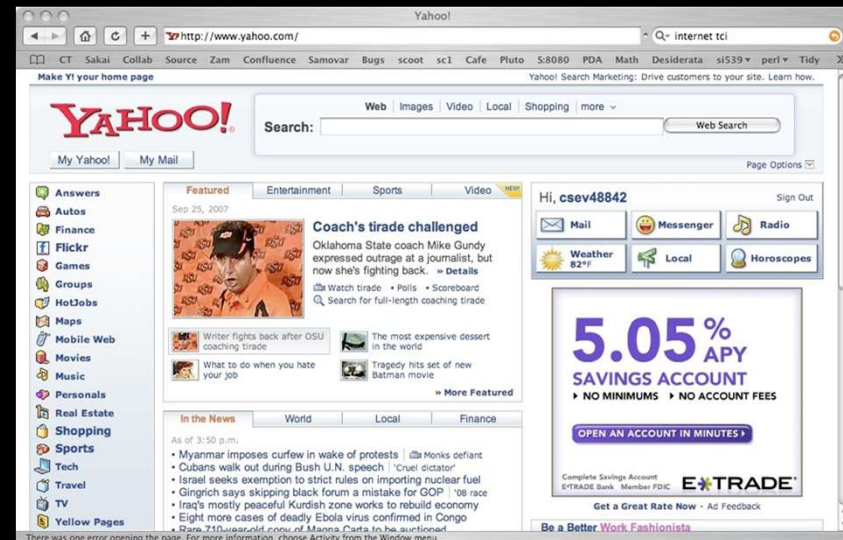 Yahoo!
http://www.yahoo.com/
internet tci
CT Sakai Collab Source Zam Confluence Samovar Bugs scoot sc1 Cafe Pluto S:8080 PDA Math Desiderata si539 perl Tidy
Make Y! your home page
Yahoo! Search Marketing: Drive customers to your site. Learn how.
YAHOO!
Web | Images | Video | Local | Shopping | more
Search:
Web Search
My Yahoo!
My Mail
Page Options
Answers
Autos
Finance
Flickr
Games
Groups
HotJobs
Maps
Mobile Web
Movies
Music
Personals
Real Estate
Shopping
Sports
Tech
Travel
TV
Yellow Pages
Featured
Entertainment
Sports
Video
NEW!
Sep 25, 2007
Coach's tirade challenged
Oklahoma State coach Mike Gundy
expressed outrage at a journalist, but
now she's fighting back. » Details
Watch tirade • Polls • Scoreboard
Search for full-length coaching tirade
Writer fights back after OSU
coaching tirade
The most expensive dessert
in the world
What to do when you hate
your job
Tragedy hits set of new
Batman movie
» More Featured
In the News
World
Local
Finance
As of 3:50 p.m.
• Myanmar imposes curfew in wake of protests | Monks defiant
• Cubans walk out during Bush U.N. speech | 'Cruel dictator'
• Israel seeks exemption to strict rules on importing nuclear fuel
• Gingrich says skipping black forum a mistake for GOP | '08 race
• Iraq's mostly peaceful Kurdish zone works to rebuild economy
• Eight more cases of deadly Ebola virus confirmed in Congo
• Rare 710-year-old copy of Magna Carta to be auctioned
Hi, csev48842
Sign Out
Mail
Messenger
Radio
Weather
82°F
Local
Horoscopes
5.05% APY
SAVINGS ACCOUNT
NO MINIMUMS NO ACCOUNT FEES
OPEN AN ACCOUNT IN MINUTES
Complete Savings Account
E*TRADE Bank Member FDIC
E*TRADE
Get a Great Rate Now - Ad Feedback
Be a Better Work Fashionista
There was one error opening the page. For more information, choose Activity from the Window menu.